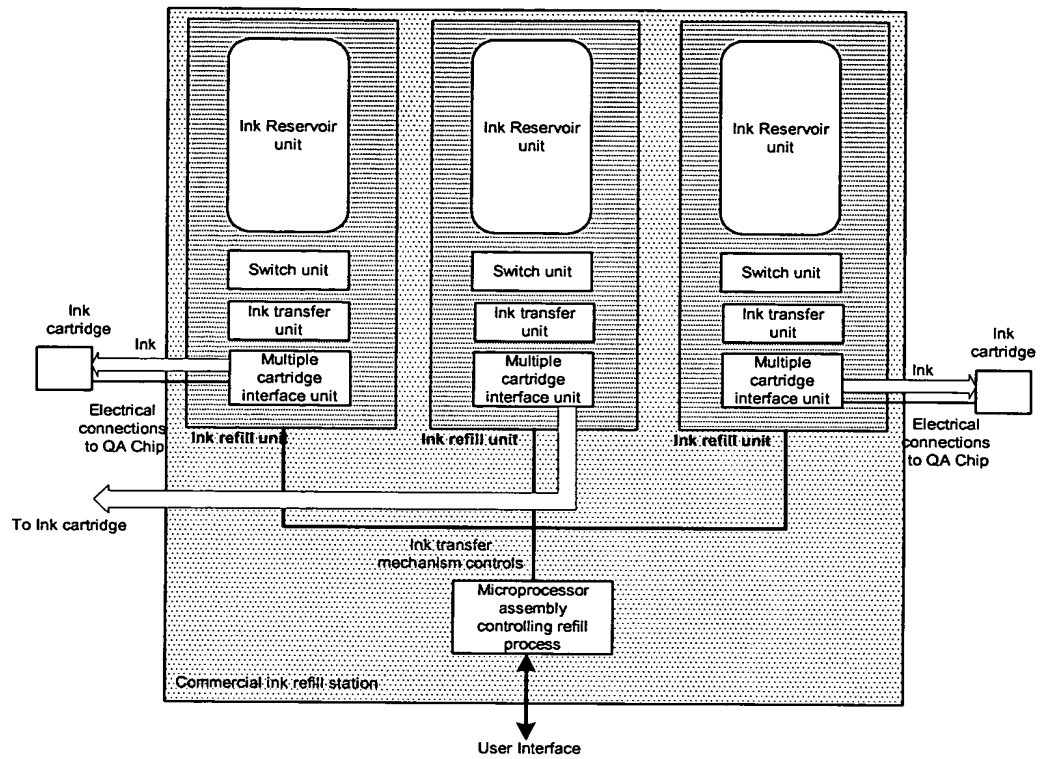 Ink Reservoir
unit
Ink Reservoir
unit
Ink Reservoir
unit
Switch unit
Switch unit
Switch unit
Ink transfer
unit
Ink transfer
unit
Ink transfer
unit
Ink
cartridge
Ink
Multiple
cartridge
interface unit
Multiple
cartridge
interface unit
Multiple
cartridge
interface unit
Ink
Ink
cartridge
Electrical
connections
to QA Chip
Ink refill unit
Ink refill unit
Ink refill unit
Electrical
connections
to QA Chip
To Ink cartridge
Ink transfer
mechanism controls
Microprocessor
assembly
controlling refill
process
Commercial ink refill station
User Interface